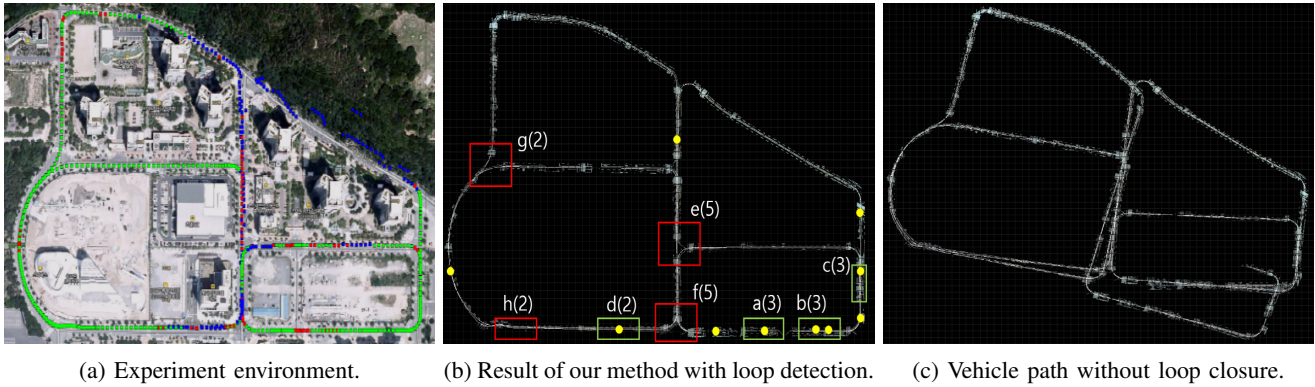 g(2)
e(5)
c(3)
h(2)
d(2)
f(5)
a(3)
b(3)
(a) Experiment environment.
(b) Result of our method with loop detection.
(c) Vehicle path without loop closure.